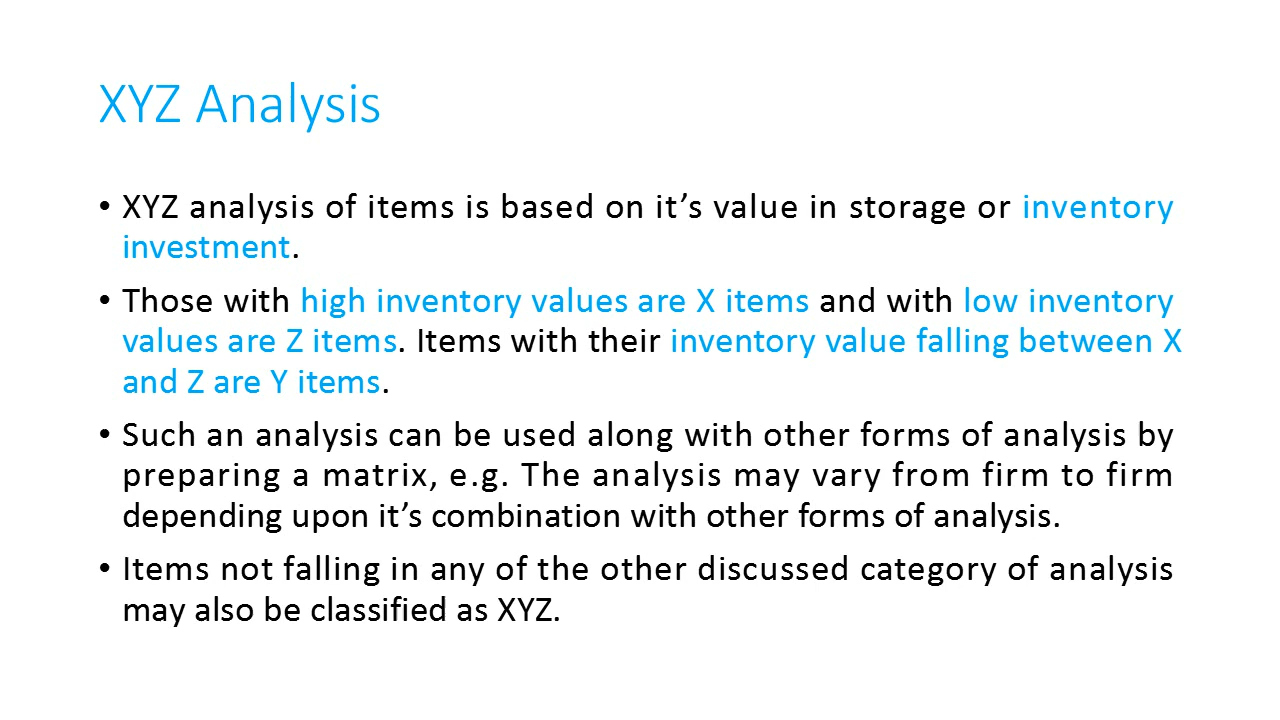 XYZ Analysis
• XYZ analysis of items is based on it’s value in storage or inventory
investment.
• Those with high inventory values are X items and with low inventory
values are Z items. Items with their inventory value falling between X
and Z are Y items.
• Such an analysis can be used along with other forms of analysis by
preparing a matrix, e.g. The analysis may vary from firm to firm
depending upon it’s combination with other forms of analysis.
• Items not falling in any of the other discussed category of analysis
may also be classified as XYZ.